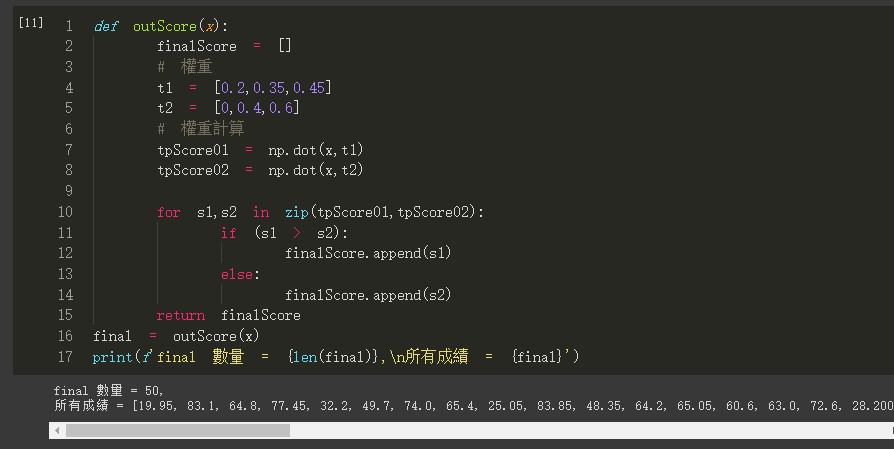 [11] 1 def outScore(x):
2 finalScore = []
3 # 權重
4 t1 = [0.2,0.35,0.45]
5 t2 = [0,0.4,0.6]
6 # 權重計算
7 tpScore01 = np.dot(x,t1)
8 tpScore02 = np.dot(x,t2)
9
10 for s1,s2 in zip(tpScore01,tpScore02):
11 if (s1 > s2):
12 finalScore.append(s1)
13 else:
14 finalScore.append(s2)
15 return finalScore
16 final = outScore(x)
17 print(f'final 數量 = {len(final)},\n所有成績 = {final}')
final 數量 = 50,
所有成績 = [19.95, 83.1, 64.8, 77.45, 32.2, 49.7, 74.0, 65.4, 25.05, 83.85, 48.35, 64.2, 65.05, 60.6, 63.0, 72.6, 28.200